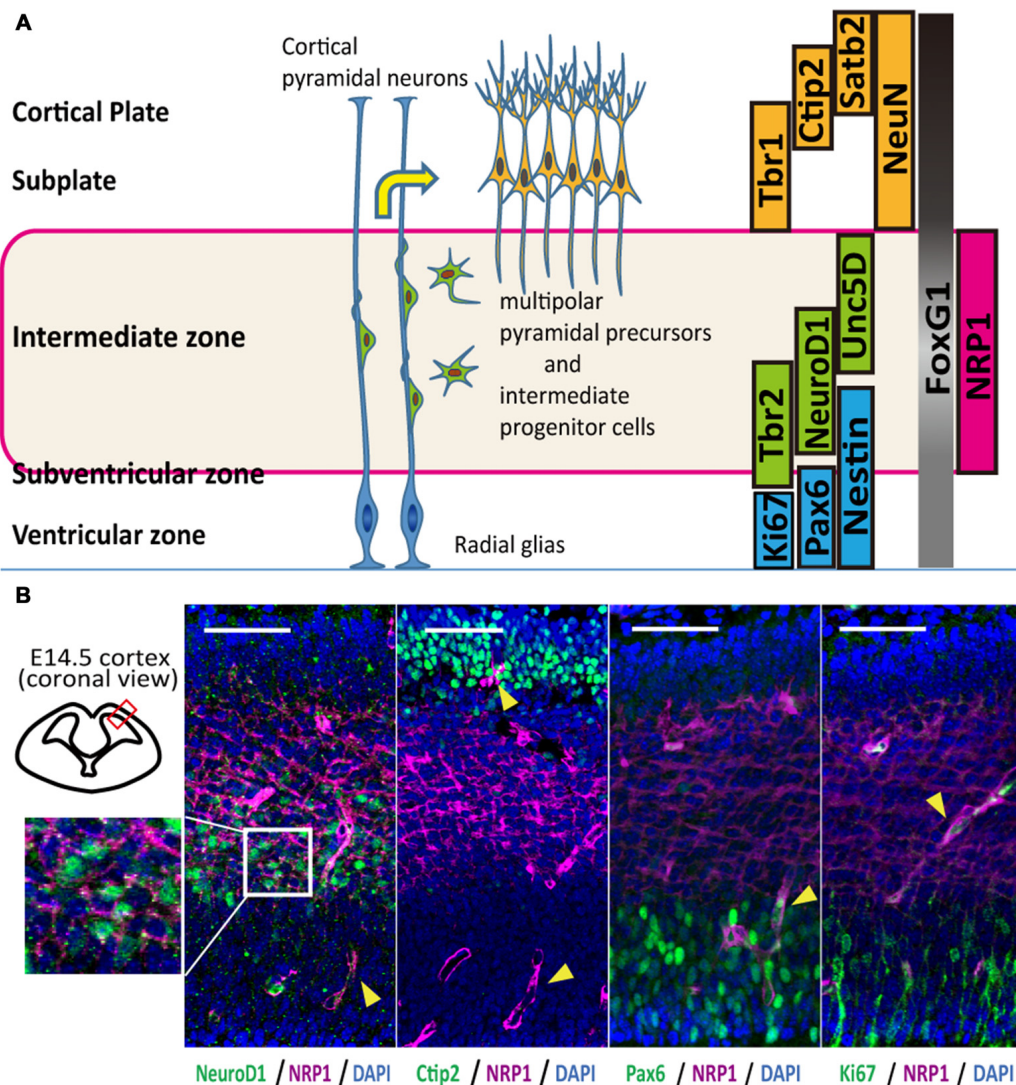 A
Cortical
pyramidal neurons
Cortical Plate
Subplate
Intermediate zone
Subventricular zone
Ventricular zone
multipolar
pyramidal precursors
and
intermediate
progenitor cells
Radial glias
Tbr1
Ctip2
Satb2
NeuN
Tbr2
NeuroD1
Unc5D
Ki67
Pax6
Nestin
FoxG1
NRP1
B
E14.5 cortex
(coronal view)
NeuroD1 / NRP1 / DAPI
Ctip2 / NRP1 / DAPI
Pax6 / NRP1 / DAPI
Ki67 / NRP1 / DAPI